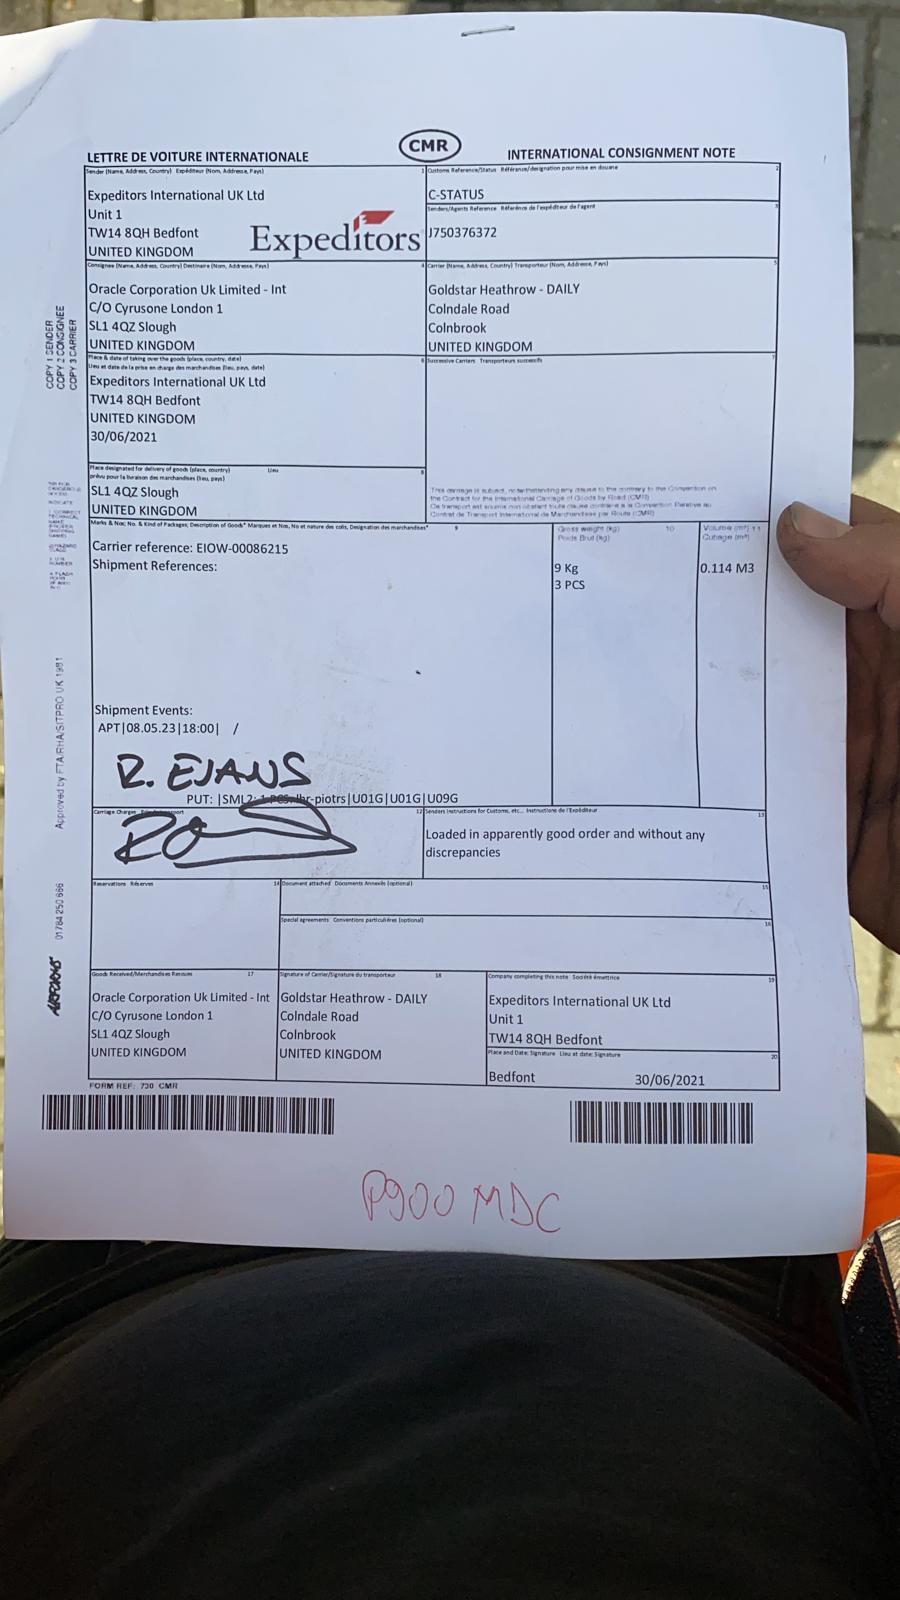 CMR
LETTRE DE VOITURE INTERNATIONALE
INTERNATIONAL CONSIGNMENT NOTE
Sender (Name, Address, Country) Expéditeur (Nom, Addresse, Pays) 1
Expeditors International UK Ltd
Unit 1
TW14 8QH Bedfont
UNITED KINGDOM
Expeditors
Customs Reference/Status Référence/designation pour mise en douane 2
C-STATUS
Senders/Agents Reference Référence de l'expéditeur de l'agent 3
J750376372
Consignee (Name, Address, Country) Destinaire (Nom, Address, Pays) 4
Oracle Corporation Uk Limited - Int
C/O Cyrusone London 1
SL1 4QZ Slough
UNITED KINGDOM
Carrier (Name, Address, Country) Transporteur (Nom, Address, Pays) 5
Goldstar Heathrow - DAILY
Colndale Road
Colnbrook
UNITED KINGDOM
Place & date of taking over the goods (place, country, date) 6
Lieu et date de la prise en charge des marchandises (lieu, pays, date)
Expeditors International UK Ltd
TW14 8QH Bedfont
UNITED KINGDOM
30/06/2021
Successive Carriers Transporteurs successifs 7
Place designated for delivery of goods (place, country) Lieu 8
prévu pour la livraison des marchandises (lieu, pays)
SL1 4QZ Slough
UNITED KINGDOM
This carriage is subject, notwithstanding any clause to the contrary to the Convention on
the Contract for the International Carriage of Goods by Road (CMR)
Ce transport est soumis non obstant toute clause contraire a la Convention Relative au
Contrat de Transport International de Marchandises par Route (CMR)
Marks & Nos; No. & Kind of Packages; Description of Goods* Marques et Nos, No et nature des colis, Designation des marchandises* 9
Carrier reference: EIOW-00086215
Shipment References:
Gross weight (kg) 10
Poids Brut (kg)
9 Kg
3 PCS
Volume (m³) 11
Cubage (m³)
0.114 M3
Shipment Events:
APT|08.05.23|18:00| /
R. EVANS
PUT: |SML2: 1 PCS: lhr-piotrs|U01G|U01G|U09G
Carriage Charges 12
Senders Instructions for Customs, etc... Instructions de l'Expéditeur 13
Loaded in apparently good order and without any
discrepancies
Reservations Réserves 14
Document attached Documents Annexés (optional) 15
Special agreements Conventions particulières (optional) 16
Goods Received/Merchandises Recues 17
Oracle Corporation Uk Limited - Int
C/O Cyrusone London 1
SL1 4QZ Slough
UNITED KINGDOM
Signature of Carrier/Signature du transporteur 18
Goldstar Heathrow - DAILY
Colndale Road
Colnbrook
UNITED KINGDOM
Company completing this note Société émettrice 19
Expeditors International UK Ltd
Unit 1
TW14 8QH Bedfont
Place and Date: Signature Lieu et date: Signature 20
Bedfont 30/06/2021
FORM REF: 730 CMR
P900 MDC
COPY 1 SENDER
COPY 2 CONSIGNEE
COPY 3 CARRIER
Approved by FTA/RHA/SITPRO UK 1981
AIRFORMS 01784 250 666